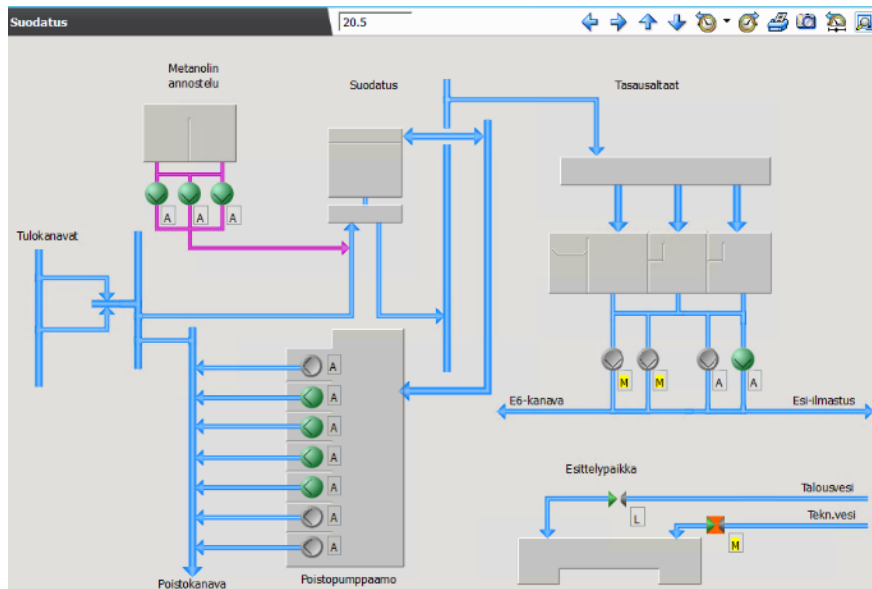 Suodatus
20.5
Metanolin
annostelu
Suodatus
Tasausaltaat
A
A
A
Tulokanavat
A
M
M
A
A
A
E6-kanava
Esi-ilmastus
A
A
Esittelypaikka
A
Talousvesi
L
A
Tekn.vesi
M
A
Poistokanava
Poistopumppaamo